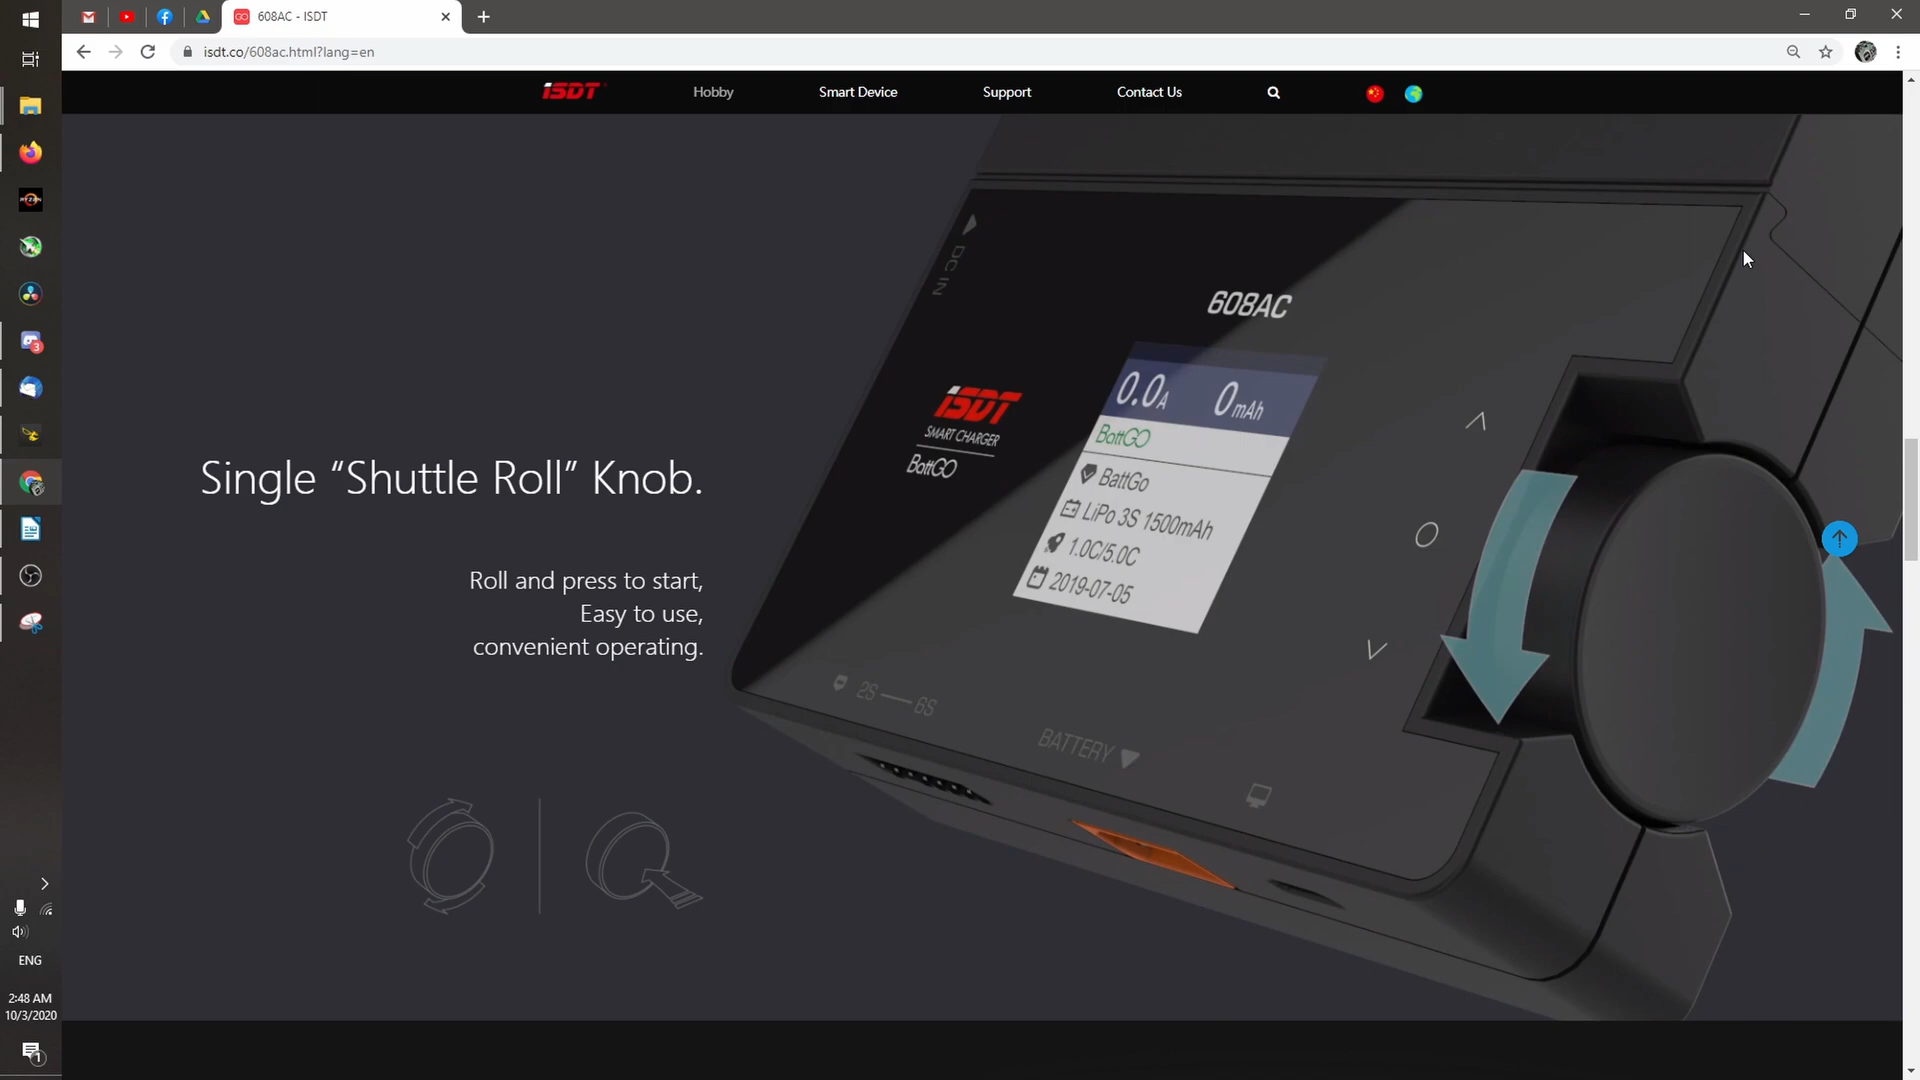 608AC - ISDT
isdt.co/608ac.html?lang=en
ISDT
Hobby
Smart Device
Support
Contact Us
Single “Shuttle Roll” Knob.
Roll and press to start,
Easy to use,
convenient operating.
DC IN
608AC
ISDT
SMART CHARGER
BattGO
0.0A 0mAh
BattGO
BattGo
LiPo 3S 1500mAh
1.0C/5.0C
2019-07-05
2S — 6S
BATTERY
RYZEN
3
ENG
2:48 AM
10/3/2020
1